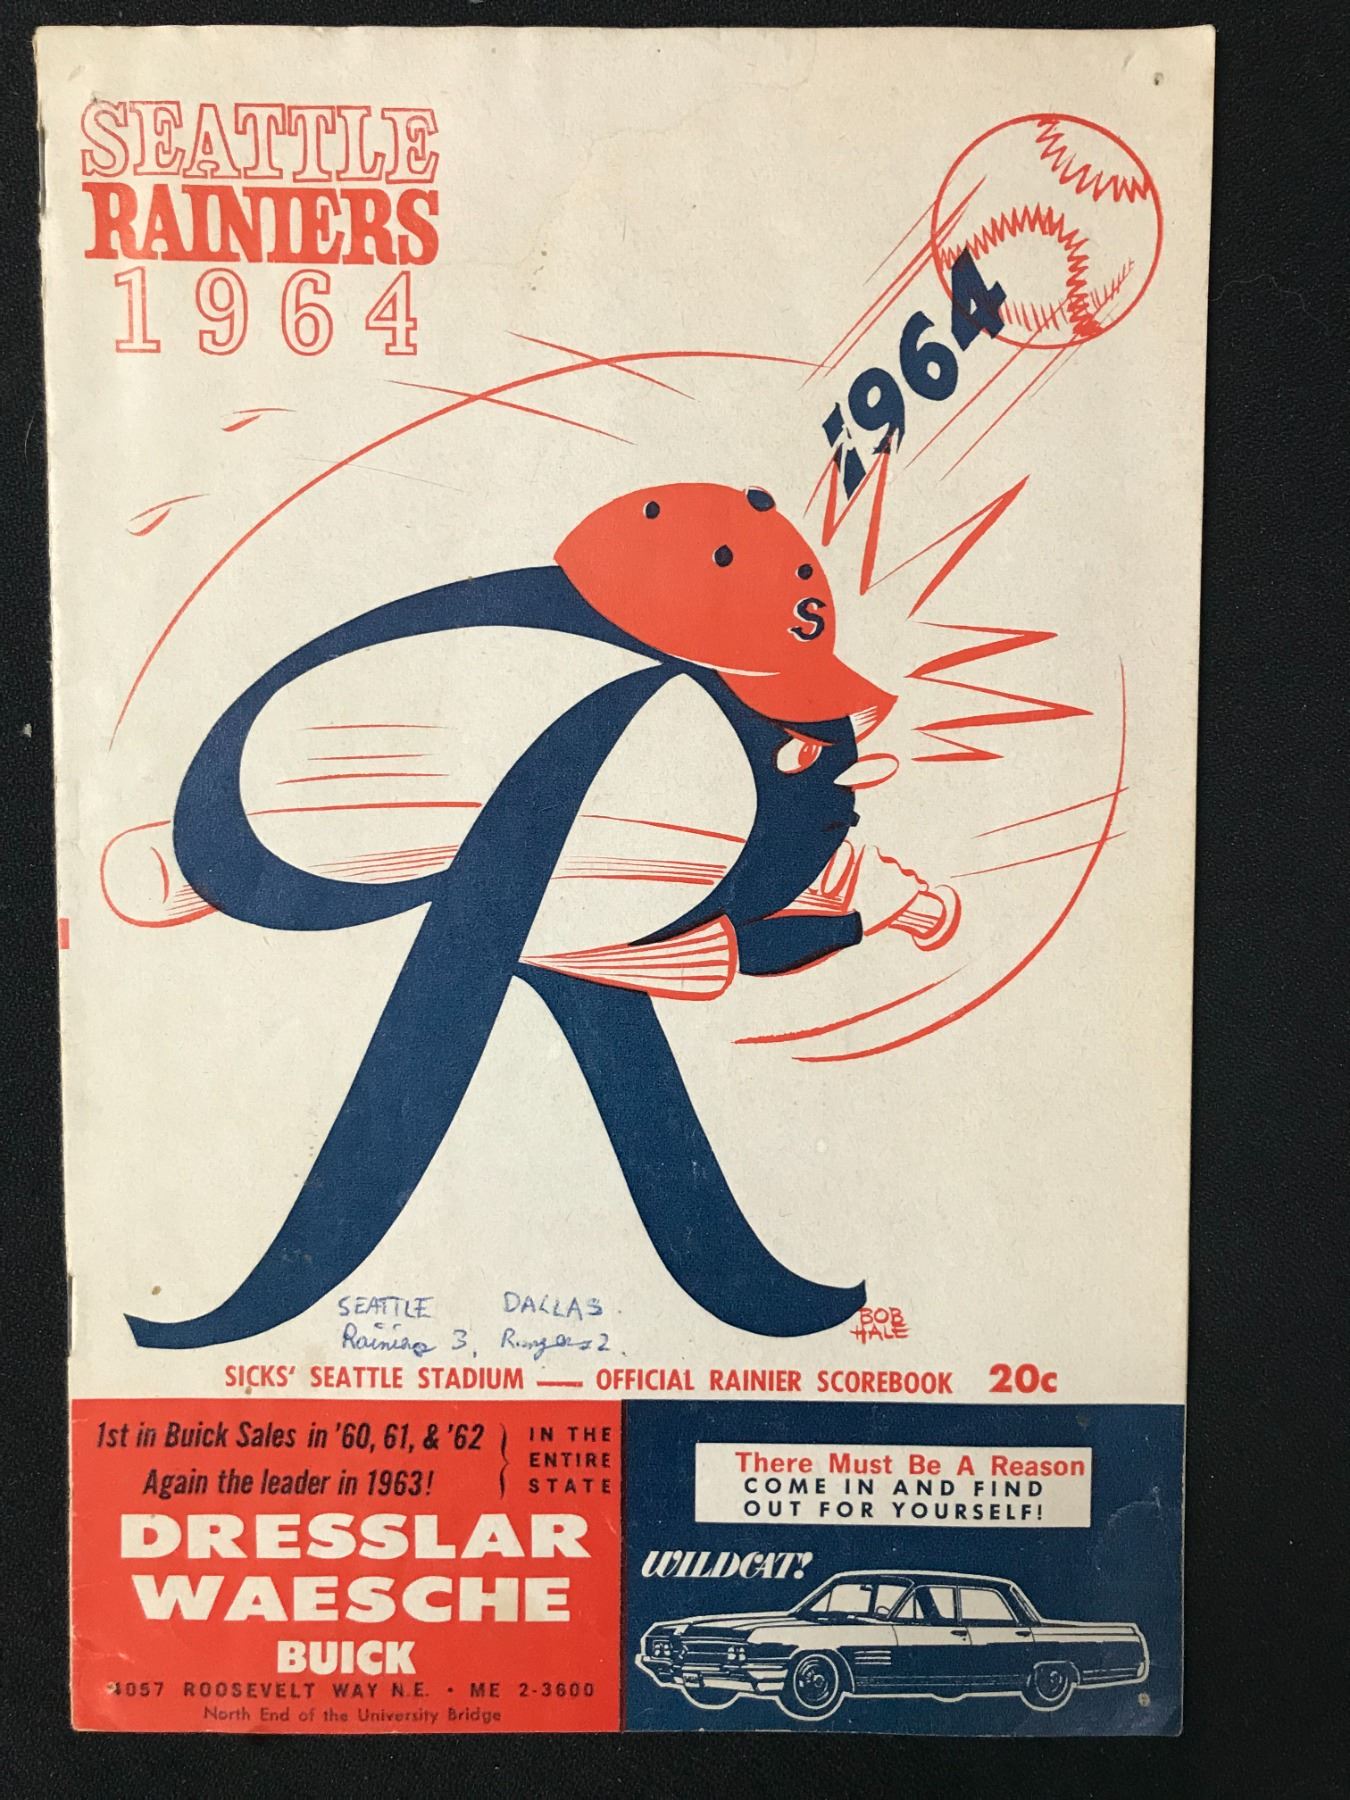 SEATTLE
RAINIERS
1964
1964
S
SEATTLE DALLAS
Rainiers 3, Rangers 2.
BOB
HALE
SICKS' SEATTLE STADIUM — OFFICIAL RAINIER SCOREBOOK 20c
1st in Buick Sales in '60, 61, & '62
Again the leader in 1963!
IN THE
ENTIRE
STATE
DRESSLAR
WAESCHE
BUICK
4057 ROOSEVELT WAY N.E. • ME 2-3600
North End of the University Bridge
There Must Be A Reason
COME IN AND FIND
OUT FOR YOURSELF!
WILDCAT!